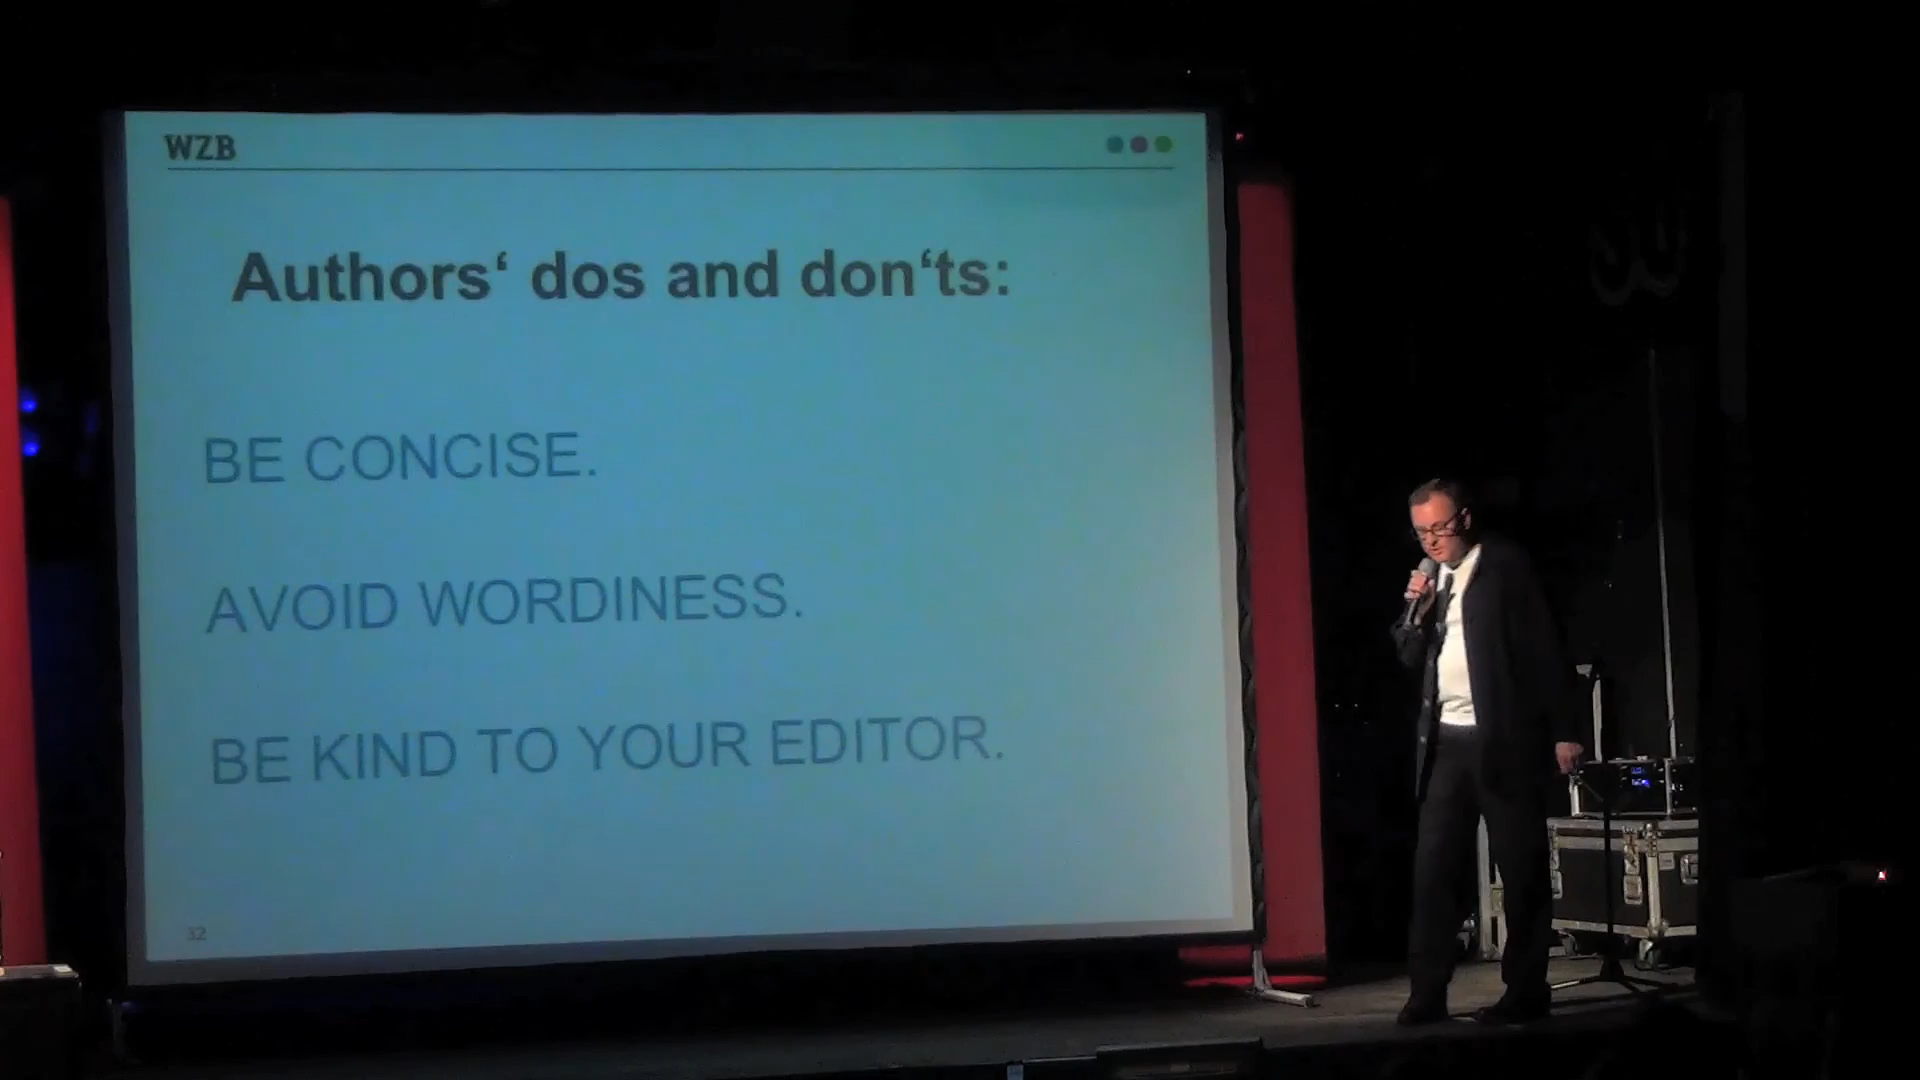 WZB
Authors‘ dos and don‘ts:
BE CONCISE.
AVOID WORDINESS.
BE KIND TO YOUR EDITOR.
32